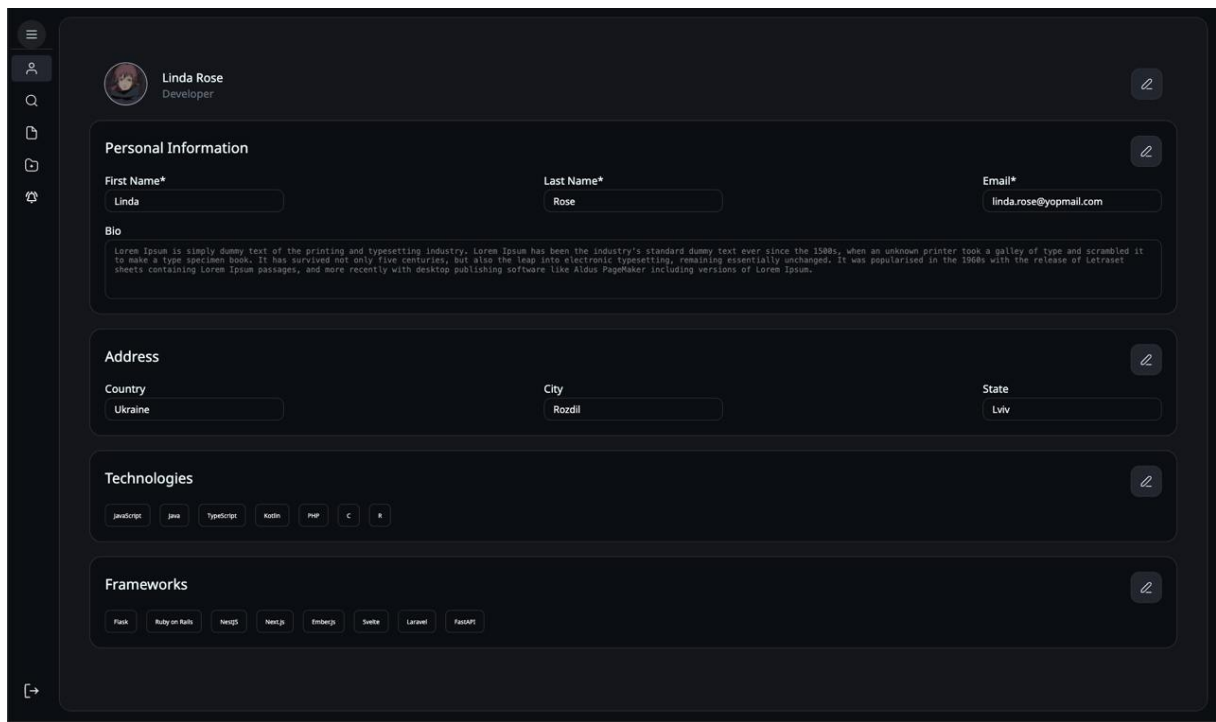 Linda Rose
Developer
Personal Information
First Name* Last Name* Email*
Linda Rose linda.rose@yopmail.com
Bio
Lorem Ipsum is simply dummy text of the printing and typesetting industry. Lorem Ipsum has been the industry's standard dummy text ever since the 1500s, when an unknown printer took a galley of type and scrambled it
to make a type specimen book. It has survived not only five centuries, but also the leap into electronic typesetting, remaining essentially unchanged. It was popularised in the 1960s with the release of Letraset
sheets containing Lorem Ipsum passages, and more recently with desktop publishing software like Aldus PageMaker including versions of Lorem Ipsum.
Address
Country City State
Ukraine Rozdil Lviv
Technologies
JavaScript Java TypeScript Kotlin PHP C R
Frameworks
Flask Ruby on Rails NestJS Next.js Ember.js Svelte Laravel FastAPI